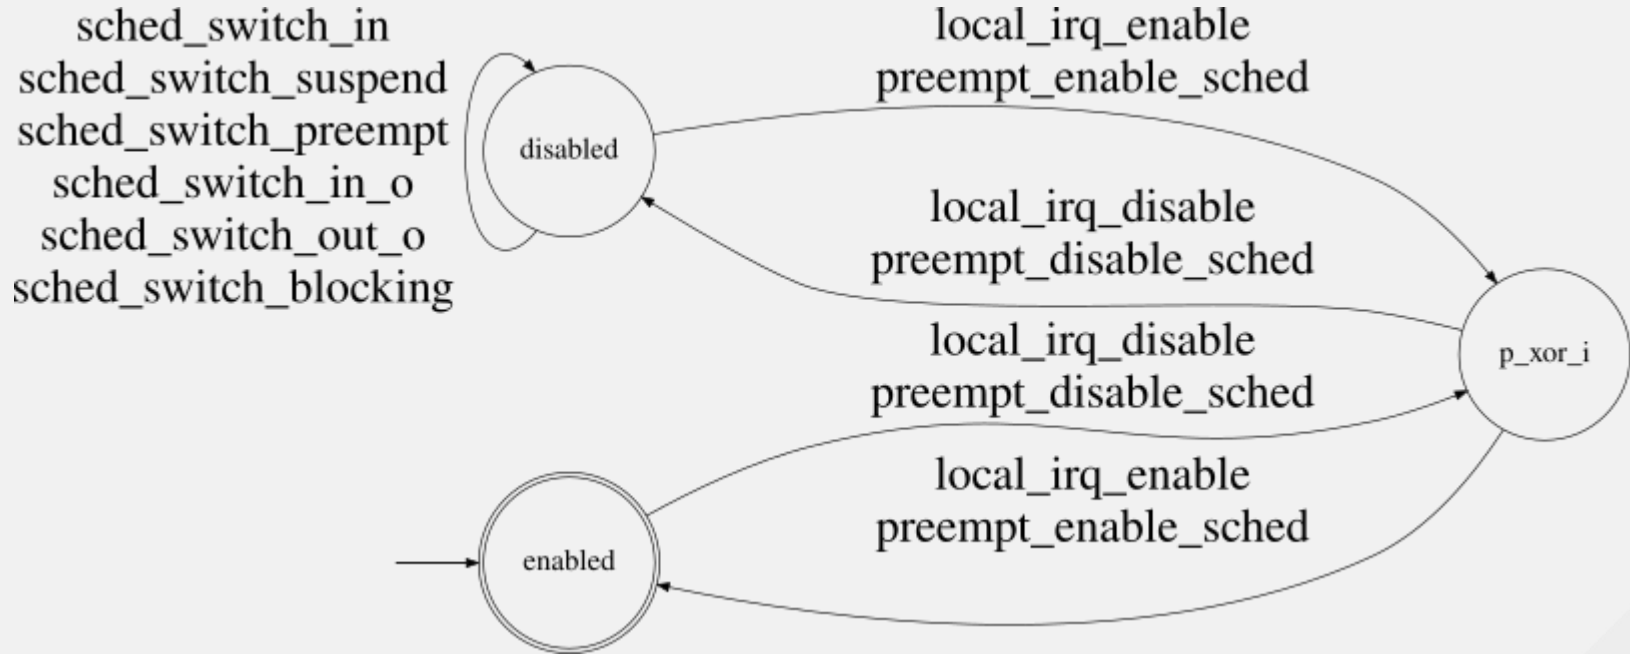 sched_switch_in
sched_switch_suspend
sched_switch_preempt
sched_switch_in_o
sched_switch_out_o
sched_switch_blocking
disabled
local_irq_enable
preempt_enable_sched
local_irq_disable
preempt_disable_sched
p_xor_i
local_irq_disable
preempt_disable_sched
local_irq_enable
preempt_enable_sched
enabled